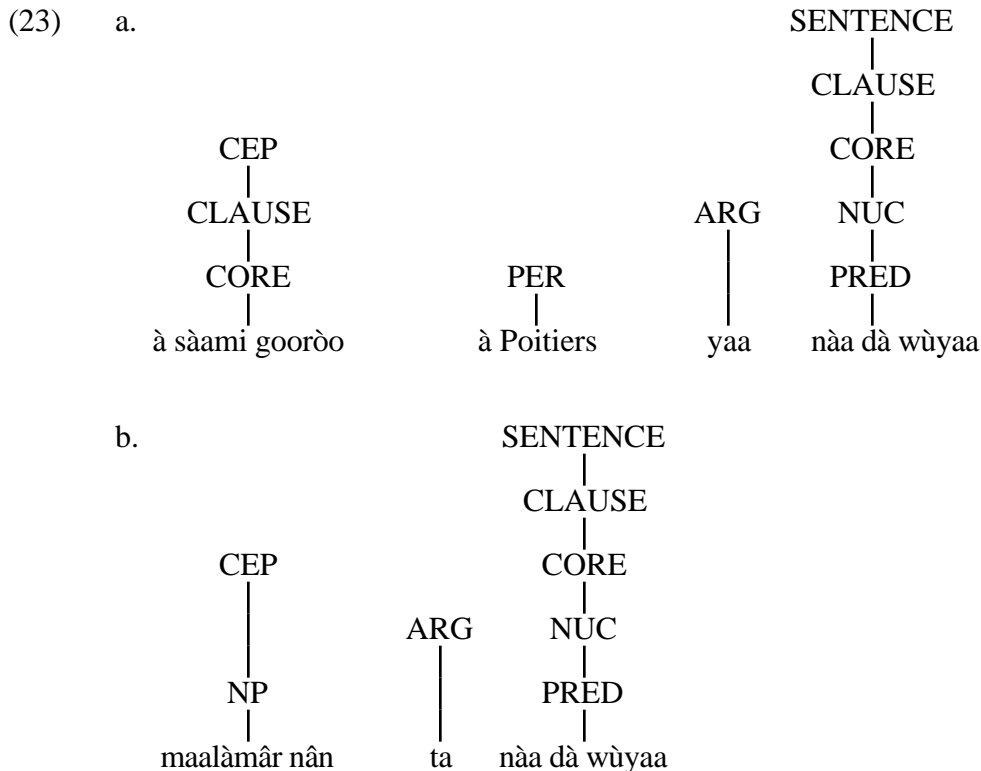 (23) a. SENTENCE
CLAUSE
CEP CORE
CLAUSE ARG NUC
CORE PER PRED
à sàami gooròo à Poitiers yaa nàa dà wùyaa
b. SENTENCE
CLAUSE
CEP CORE
ARG NUC
NP PRED
maalàmâr nân ta nàa dà wùyaa